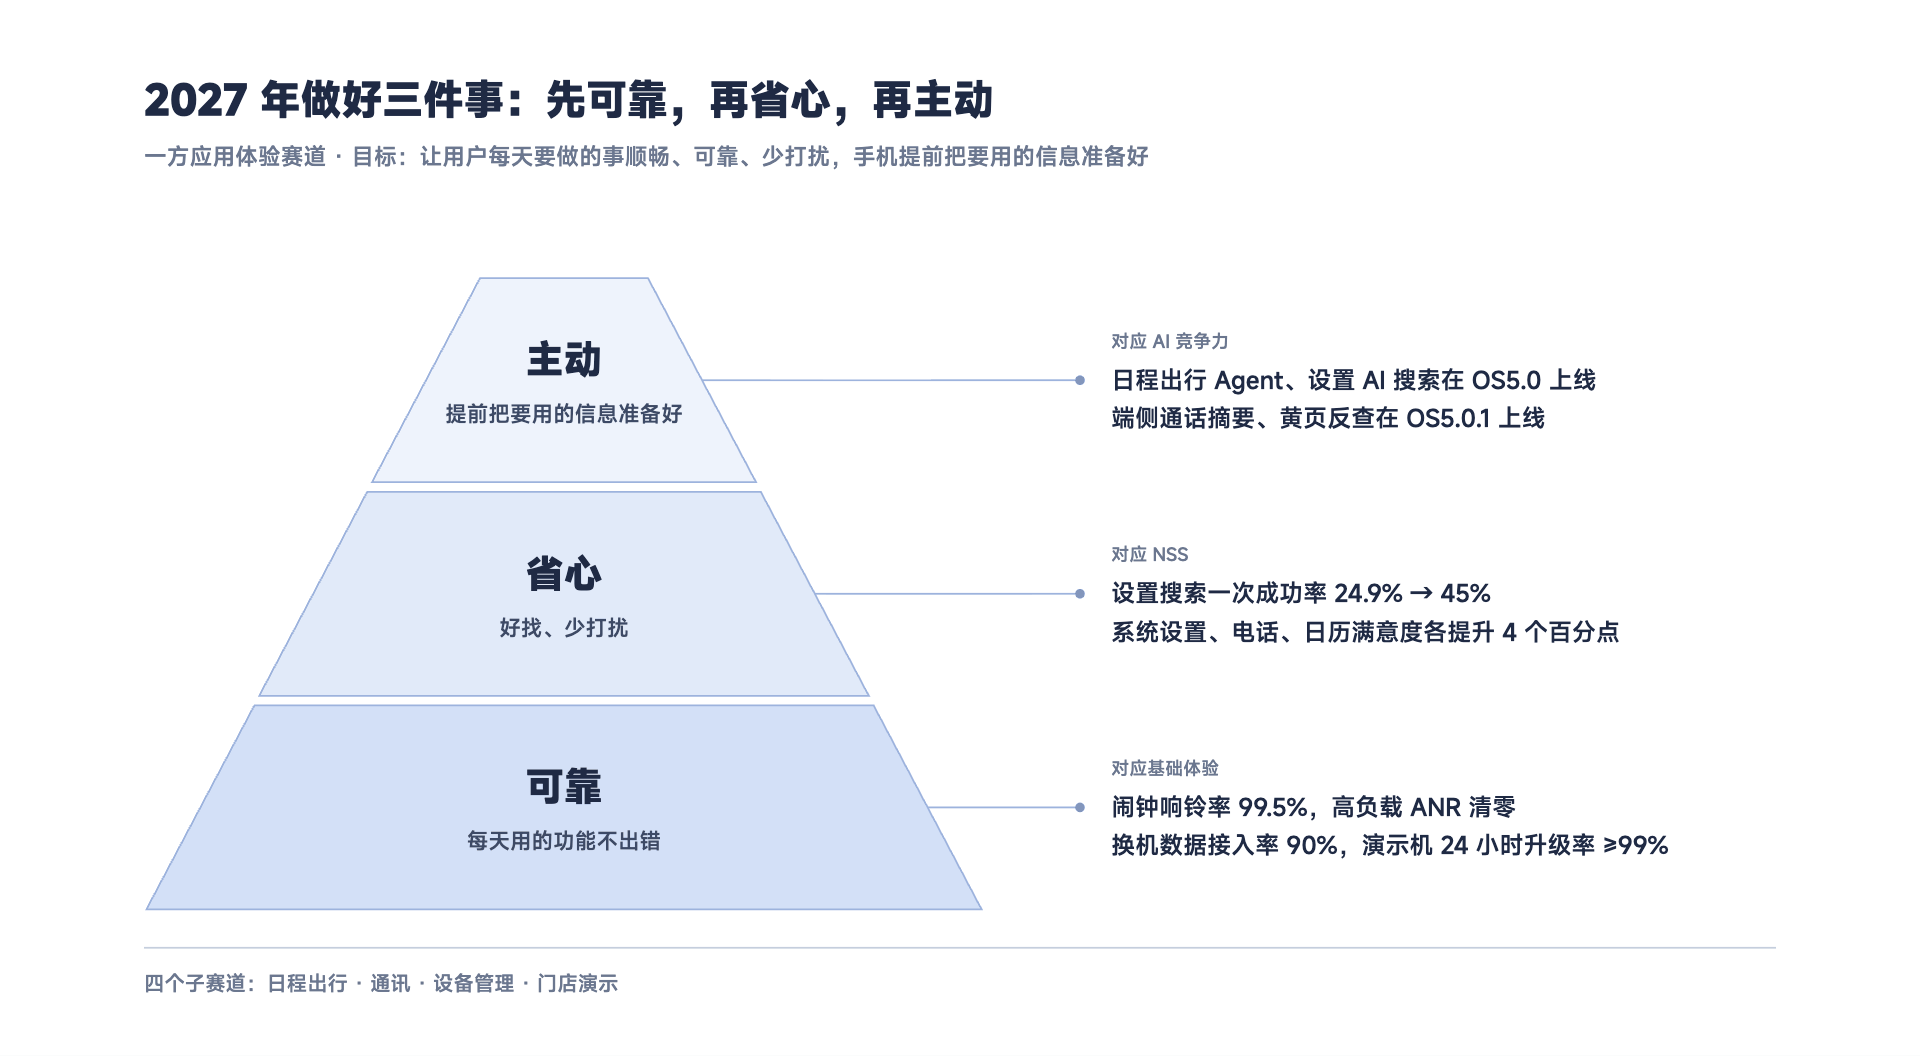 2027 年做好三件事：先可靠，再省心，再主动
一方应用体验赛道 · 目标：让用户每天要做的事顺畅、可靠、少打扰，手机提前把要用的信息准备好
主动
提前把要用的信息准备好
对应 AI 竞争力
日程出行 Agent、设置 AI 搜索在 OS5.0 上线
端侧通话摘要、黄页反查在 OS5.0.1 上线
省心
好找、少打扰
对应 NSS
设置搜索一次成功率 24.9% → 45%
系统设置、电话、日历满意度各提升 4 个百分点
可靠
每天用的功能不出错
对应基础体验
闹钟响铃率 99.5%，高负载 ANR 清零
换机数据接入率 90%，演示机 24 小时升级率 ≥99%
四个子赛道：日程出行 · 通讯 · 设备管理 · 门店演示